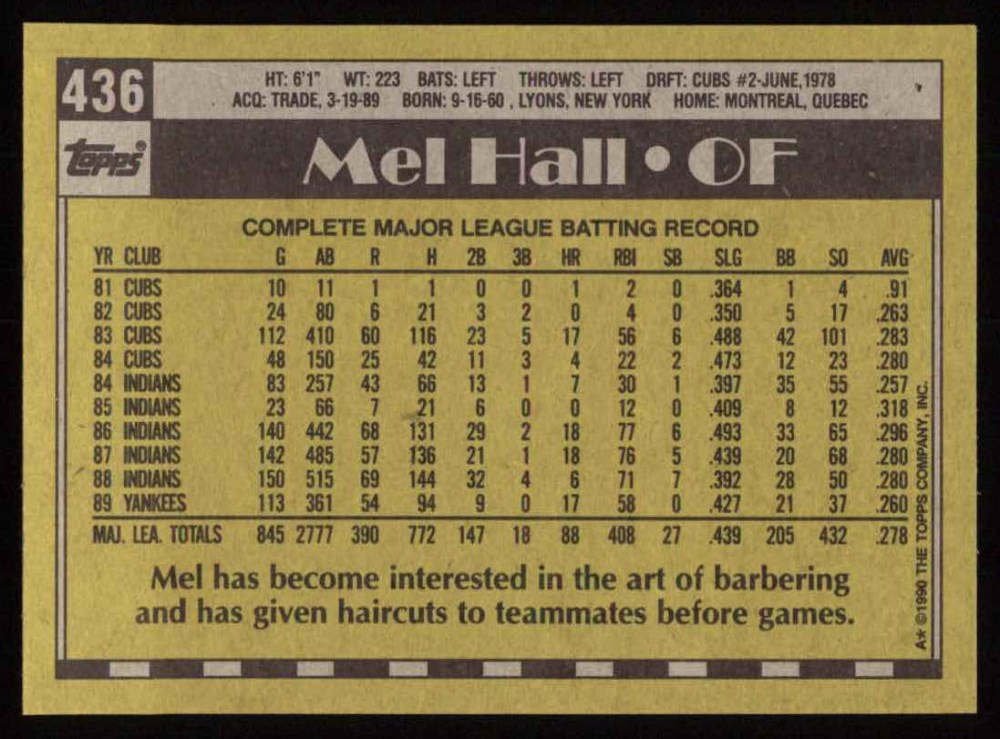 436
HT: 6'1" WT: 223 BATS: LEFT THROWS: LEFT DRFT: CUBS #2-JUNE, 1978
ACQ: TRADE, 3-19-89 BORN: 9-16-60 , LYONS, NEW YORK HOME: MONTREAL, QUEBEC
topps
Mel Hall • OF
COMPLETE MAJOR LEAGUE BATTING RECORD
YR CLUB G AB R H 2B 3B HR RBI SB SLG BB SO AVG
81 CUBS 10 11 1 1 0 0 1 2 0 .364 1 4 .91
82 CUBS 24 80 6 21 3 2 0 4 0 .350 5 17 .263
83 CUBS 112 410 60 116 23 5 17 56 6 .488 42 101 .283
84 CUBS 48 150 25 42 11 3 4 22 2 .473 12 23 .280
84 INDIANS 83 257 43 66 13 1 7 30 1 .397 35 55 .257
85 INDIANS 23 66 7 21 6 0 0 12 0 .409 8 12 .318
86 INDIANS 140 442 68 131 29 2 18 77 6 .493 33 65 .296
87 INDIANS 142 485 57 136 21 1 18 76 5 .439 20 68 .280
88 INDIANS 150 515 69 144 32 4 6 71 7 .392 28 50 .280
89 YANKEES 113 361 54 94 9 0 17 58 0 .427 21 37 .260
MAJ. LEA. TOTALS 845 2777 390 772 147 18 88 408 27 .439 205 432 .278
Mel has become interested in the art of barbering
and has given haircuts to teammates before games.
A★ ©1990 THE TOPPS COMPANY, INC.